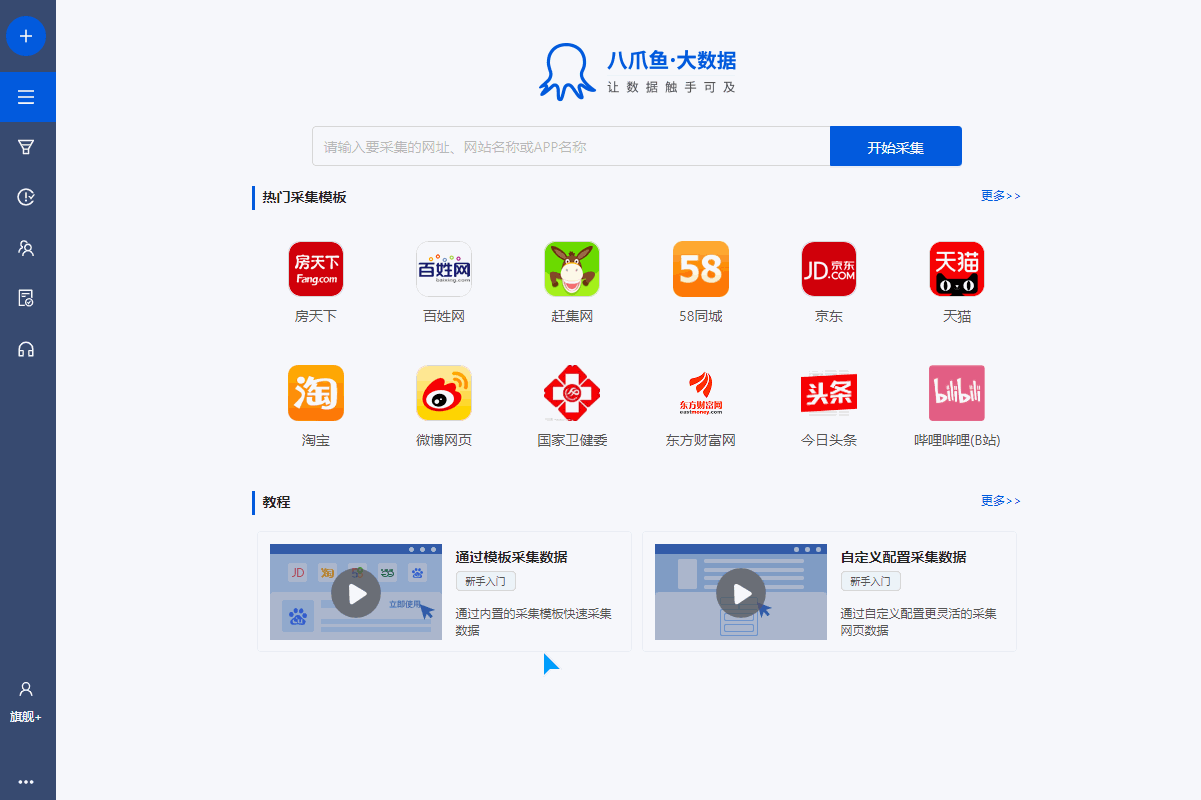 八爪鱼·大数据
让数据触手可及
请输入要采集的网址、网站名称或APP名称
开始采集
热门采集模板
更多>>
房天下
Fang.com
百姓网
baixing.com
58
JD京东
.COM
天猫
房天下
百姓网
赶集网
58同城
京东
天猫
淘
东方财富网
eastmoney.com
头条
bilibili
淘宝
微博网页
国家卫健委
东方财富网
今日头条
哔哩哔哩(B站)
教程
更多>>
JD
淘
58
立即使用
通过模板采集数据
新手入门
通过内置的采集模板快速采集
数据
自定义配置采集数据
新手入门
通过自定义配置更灵活的采集
网页数据
旗舰+